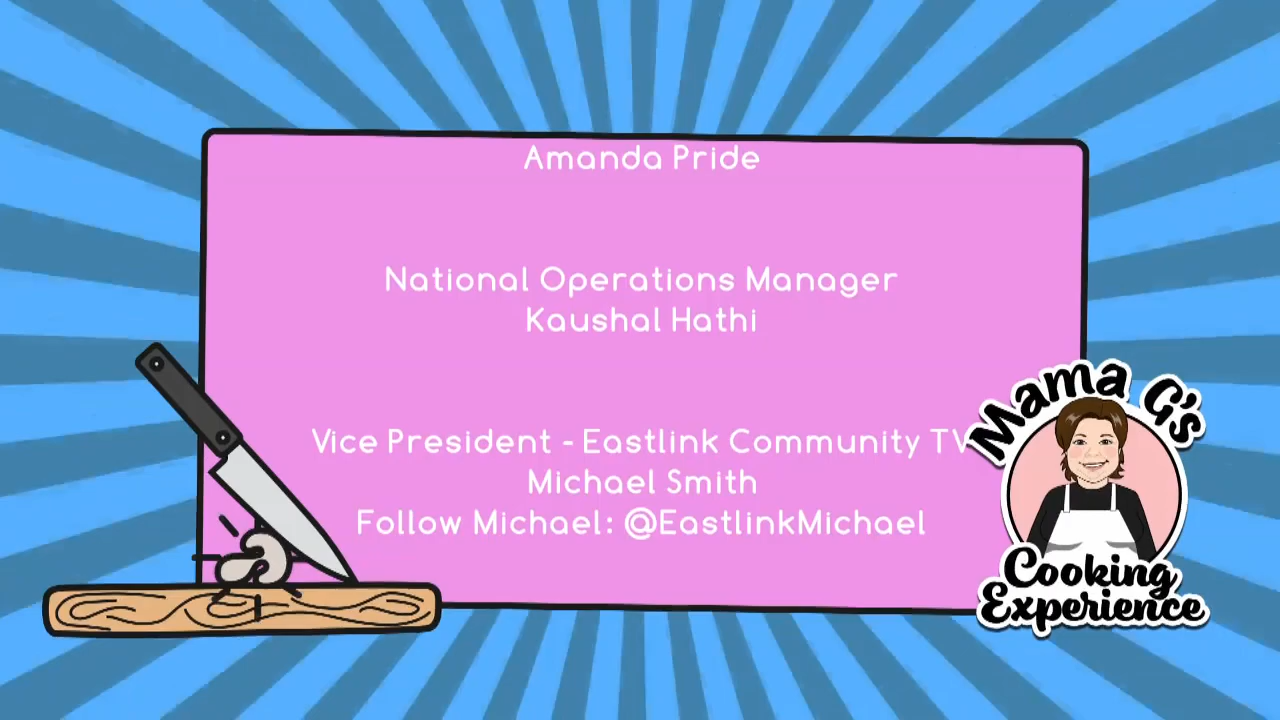 Amanda Pride
National Operations Manager
Kaushal Hathi
Vice President - Eastlink Community TV
Michael Smith
Follow Michael: @EastlinkMichael
Mama G's
Cooking
Experience